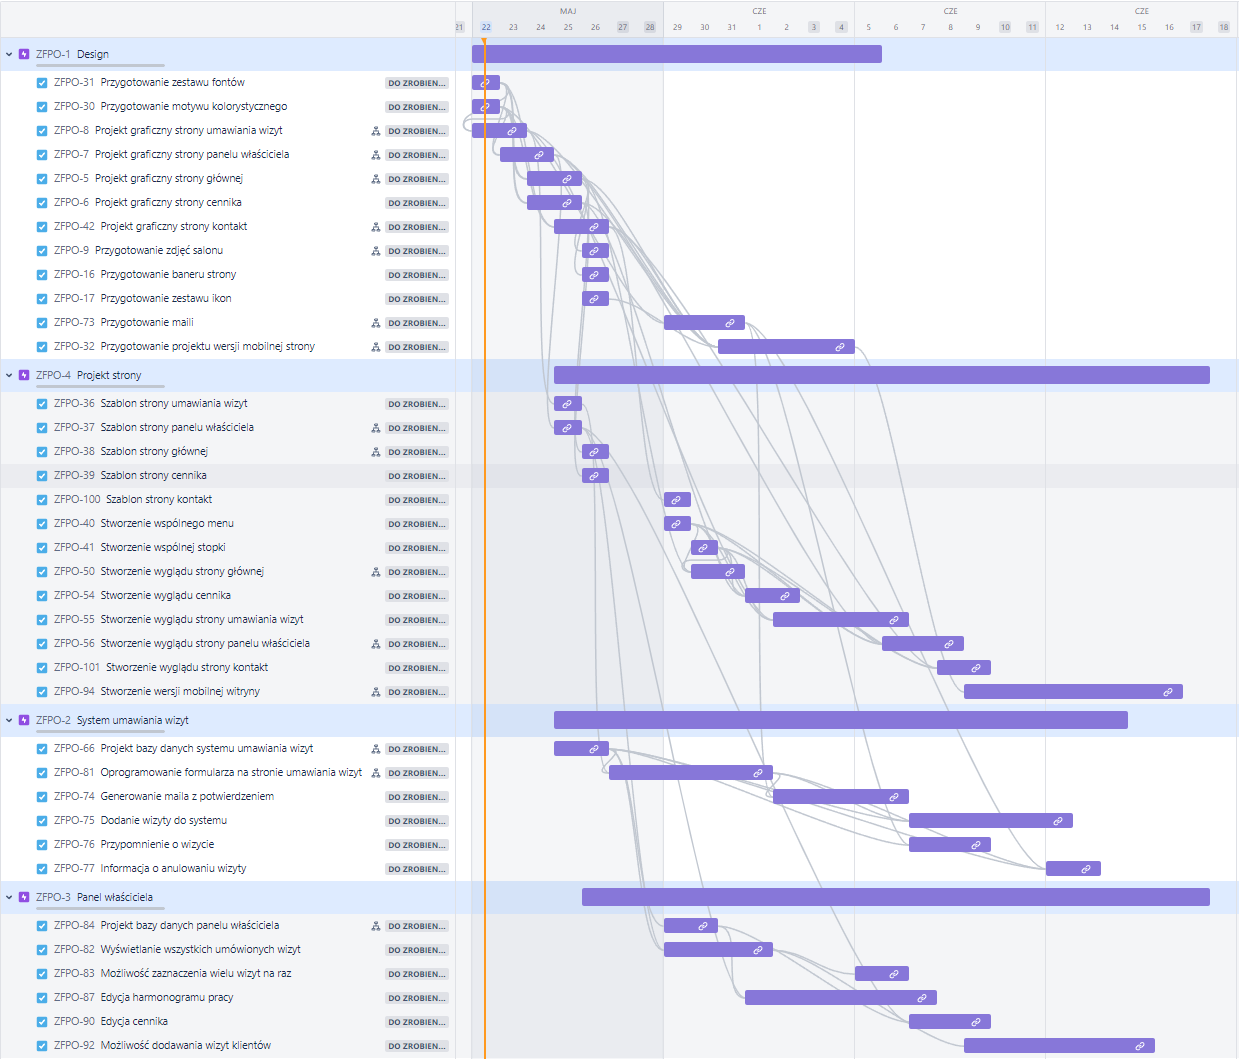 MAJ CZE CZE CZE
21 22 23 24 25 26 27 28 29 30 31 1 2 3 4 5 6 7 8 9 10 11 12 13 14 15 16 17 18
ZFPO-1 Design
ZFPO-31 Przygotowanie zestawu fontów DO ZROBIEN...
ZFPO-30 Przygotowanie motywu kolorystycznego DO ZROBIEN...
ZFPO-8 Projekt graficzny strony umawiania wizyt DO ZROBIEN...
ZFPO-7 Projekt graficzny strony panelu właściciela DO ZROBIEN...
ZFPO-5 Projekt graficzny strony głównej DO ZROBIEN...
ZFPO-6 Projekt graficzny strony cennika DO ZROBIEN...
ZFPO-42 Projekt graficzny strony kontakt DO ZROBIEN...
ZFPO-9 Przygotowanie zdjęć salonu DO ZROBIEN...
ZFPO-16 Przygotowanie baneru strony DO ZROBIEN...
ZFPO-17 Przygotowanie zestawu ikon DO ZROBIEN...
ZFPO-73 Przygotowanie maili DO ZROBIEN...
ZFPO-32 Przygotowanie projektu wersji mobilnej strony DO ZROBIEN...
ZFPO-4 Projekt strony
ZFPO-36 Szablon strony umawiania wizyt DO ZROBIEN...
ZFPO-37 Szablon strony panelu właściciela DO ZROBIEN...
ZFPO-38 Szablon strony głównej DO ZROBIEN...
ZFPO-39 Szablon strony cennika DO ZROBIEN...
ZFPO-100 Szablon strony kontakt DO ZROBIEN...
ZFPO-40 Stworzenie wspólnego menu DO ZROBIEN...
ZFPO-41 Stworzenie wspólnej stopki DO ZROBIEN...
ZFPO-50 Stworzenie wyglądu strony głównej DO ZROBIEN...
ZFPO-54 Stworzenie wyglądu cennika DO ZROBIEN...
ZFPO-55 Stworzenie wyglądu strony umawiania wizyt DO ZROBIEN...
ZFPO-56 Stworzenie wyglądu strony panelu właściciela DO ZROBIEN...
ZFPO-101 Stworzenie wyglądu strony kontakt DO ZROBIEN...
ZFPO-94 Stworzenie wersji mobilnej witryny DO ZROBIEN...
ZFPO-2 System umawiania wizyt
ZFPO-66 Projekt bazy danych systemu umawiania wizyt DO ZROBIEN...
ZFPO-81 Oprogramowanie formularza na stronie umawiania wizyt DO ZROBIEN...
ZFPO-74 Generowanie maila z potwierdzeniem DO ZROBIEN...
ZFPO-75 Dodanie wizyty do systemu DO ZROBIEN...
ZFPO-76 Przypomnienie o wizycie DO ZROBIEN...
ZFPO-77 Informacja o anulowaniu wizyty DO ZROBIEN...
ZFPO-3 Panel właściciela
ZFPO-84 Projekt bazy danych panelu właściciela DO ZROBIEN...
ZFPO-82 Wyświetlanie wszystkich umówionych wizyt DO ZROBIEN...
ZFPO-83 Możliwość zaznaczenia wielu wizyt na raz DO ZROBIEN...
ZFPO-87 Edycja harmonogramu pracy DO ZROBIEN...
ZFPO-90 Edycja cennika DO ZROBIEN...
ZFPO-92 Możliwość dodawania wizyt klientów DO ZROBIEN...